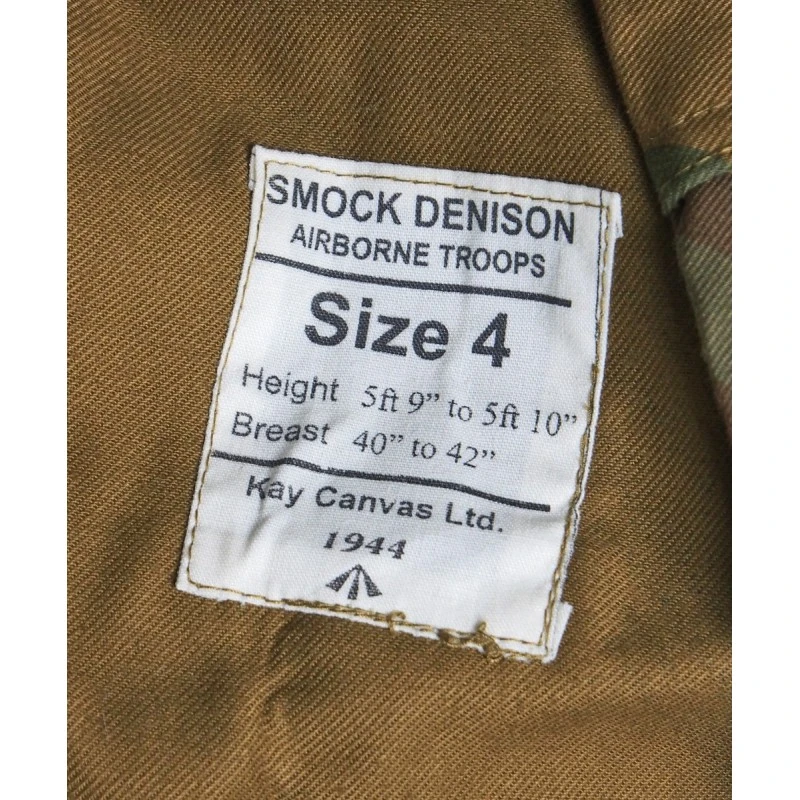 SMOCK DENISON
AIRBORNE TROOPS
Size 4
Height 5ft 9” to 5ft 10”
Breast 40” to 42”
Kay Canvas Ltd.
1944